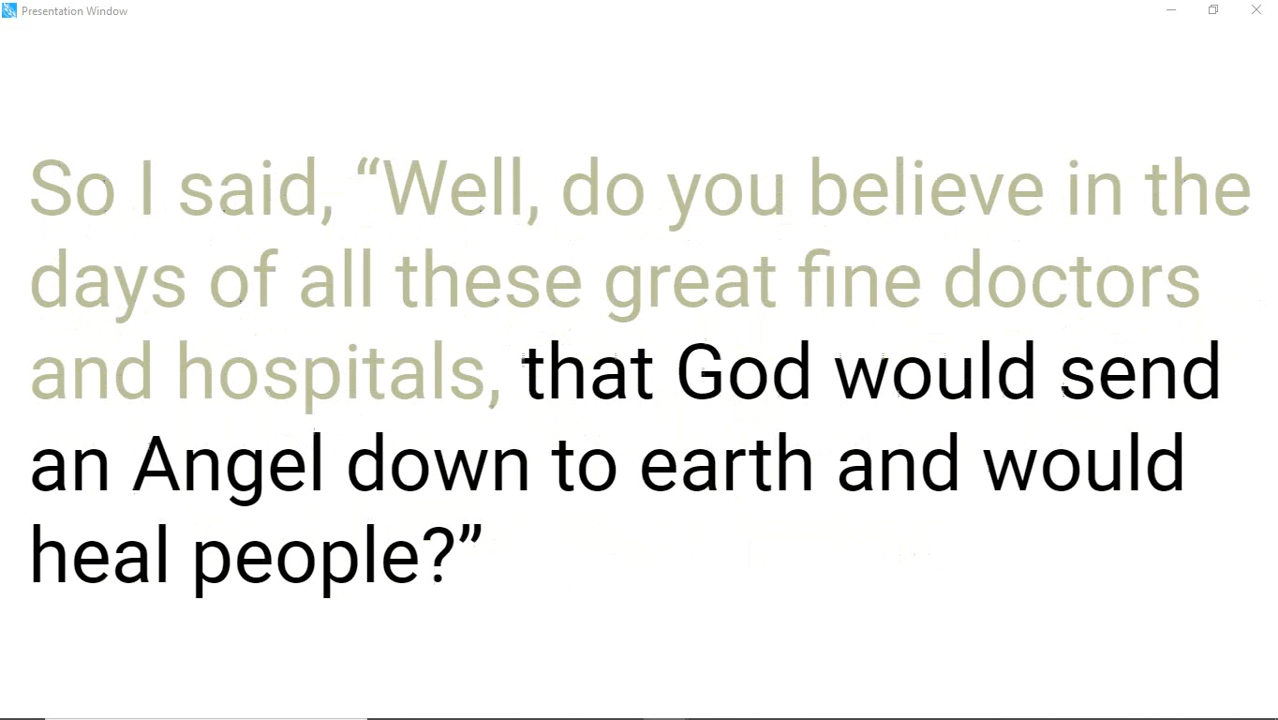 Presentation Window
So I said, “Well, do you believe in the
days of all these great fine doctors
and hospitals, that God would send
an Angel down to earth and would
heal people?”